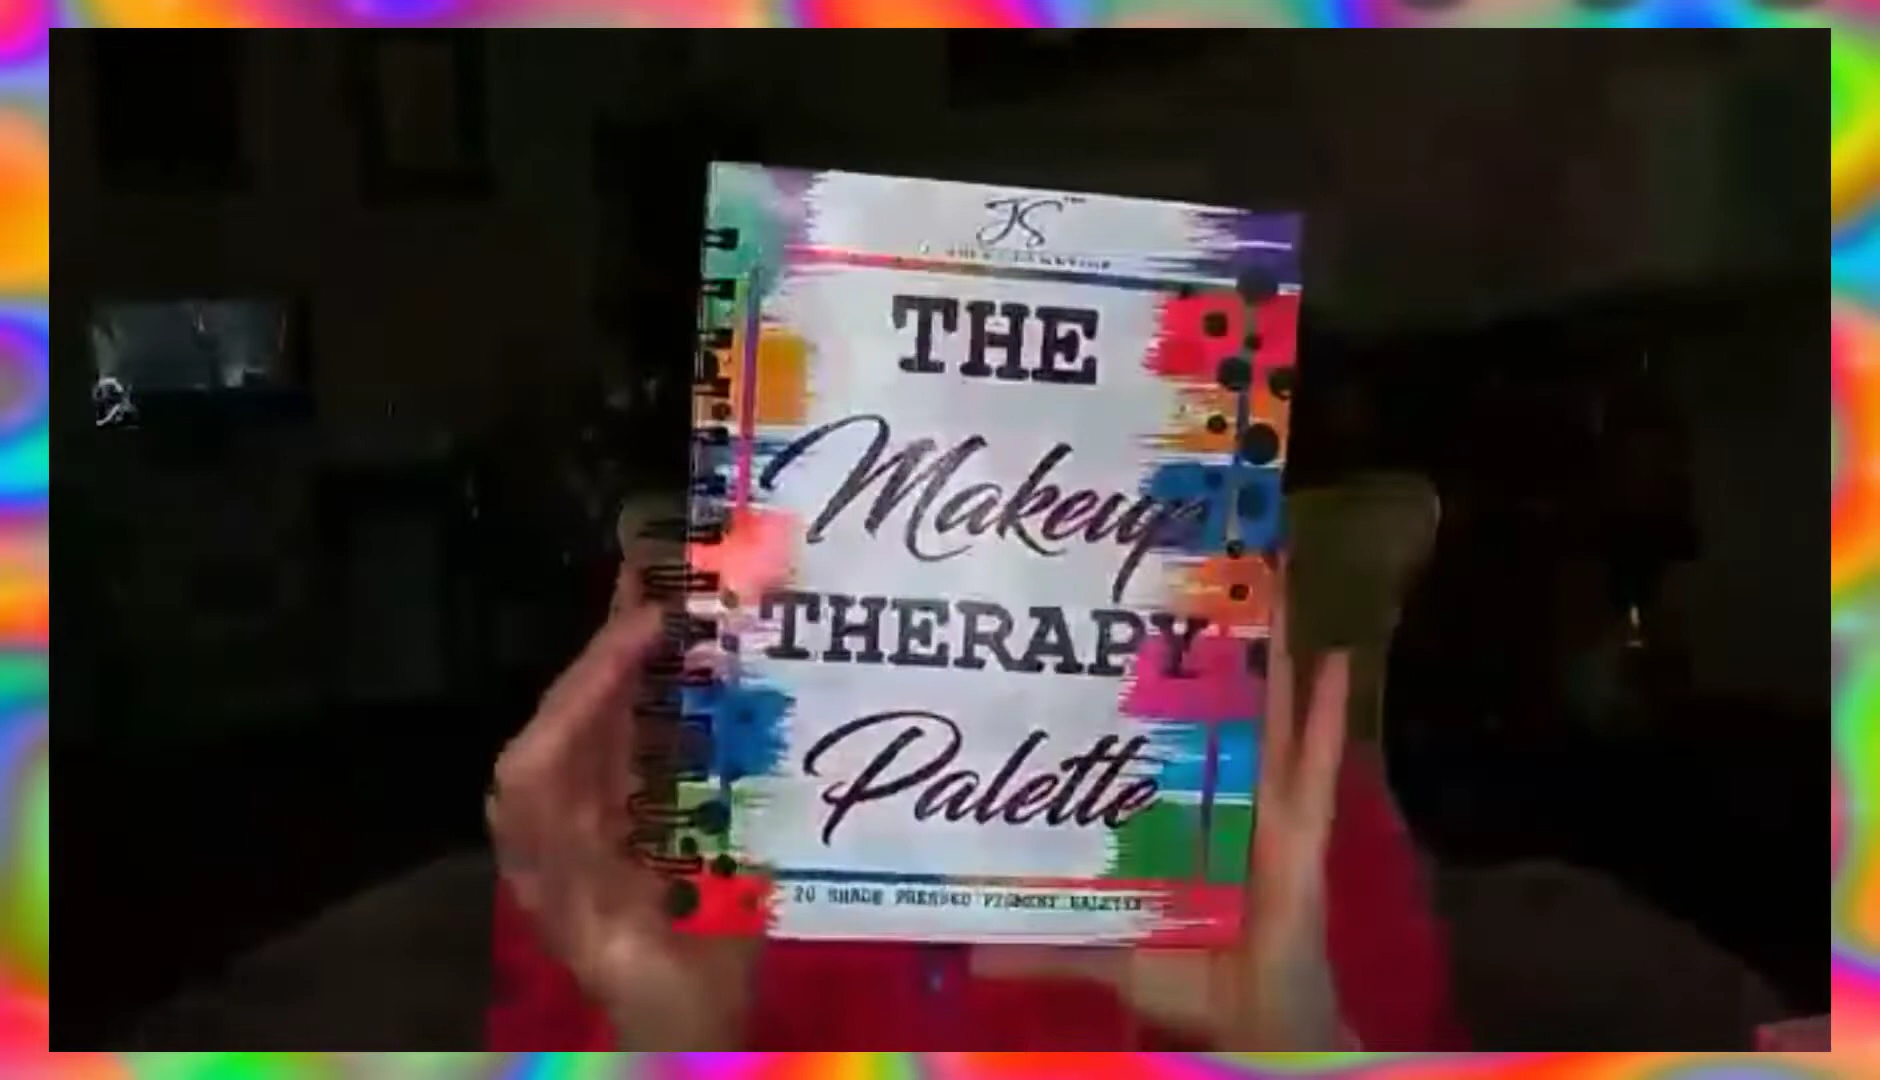 JS
THE
Makeup
THERAPY
Palette
20 SHADE PRESSED PIGMENT PALETTE